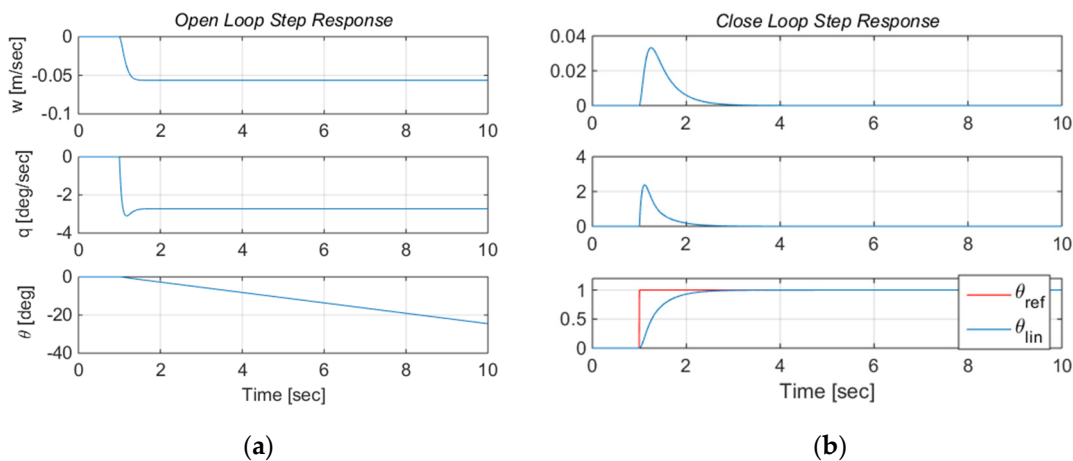 Open Loop Step Response
w [m/sec]
0
-0.05
-0.1
0 2 4 6 8 10
q [deg/sec]
0
-2
-4
0 2 4 6 8 10
θ [deg]
0
-20
-40
0 2 4 6 8 10
Time [sec]
(a)
Close Loop Step Response
0.04
0.02
0
0 2 4 6 8 10
4
2
0
0 2 4 6 8 10
1
0.5
0
θref
θlin
0 2 4 6 8 10
Time [sec]
(b)